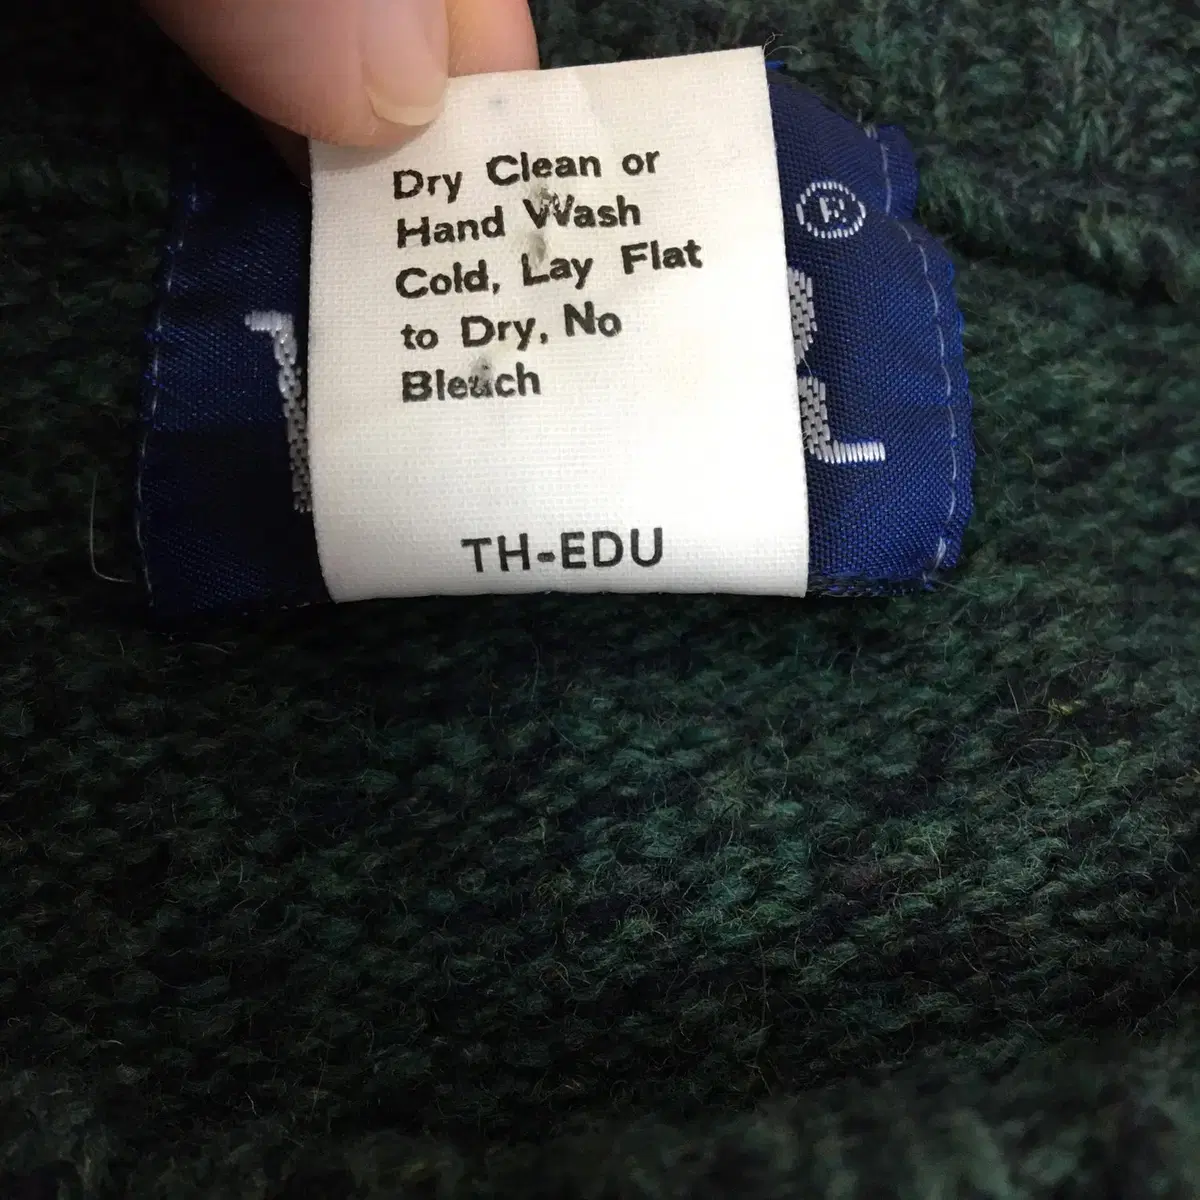 Dry Clean or
Hand Wash
Cold, Lay Flat
to Dry, No
Bleach
TH-EDU
®